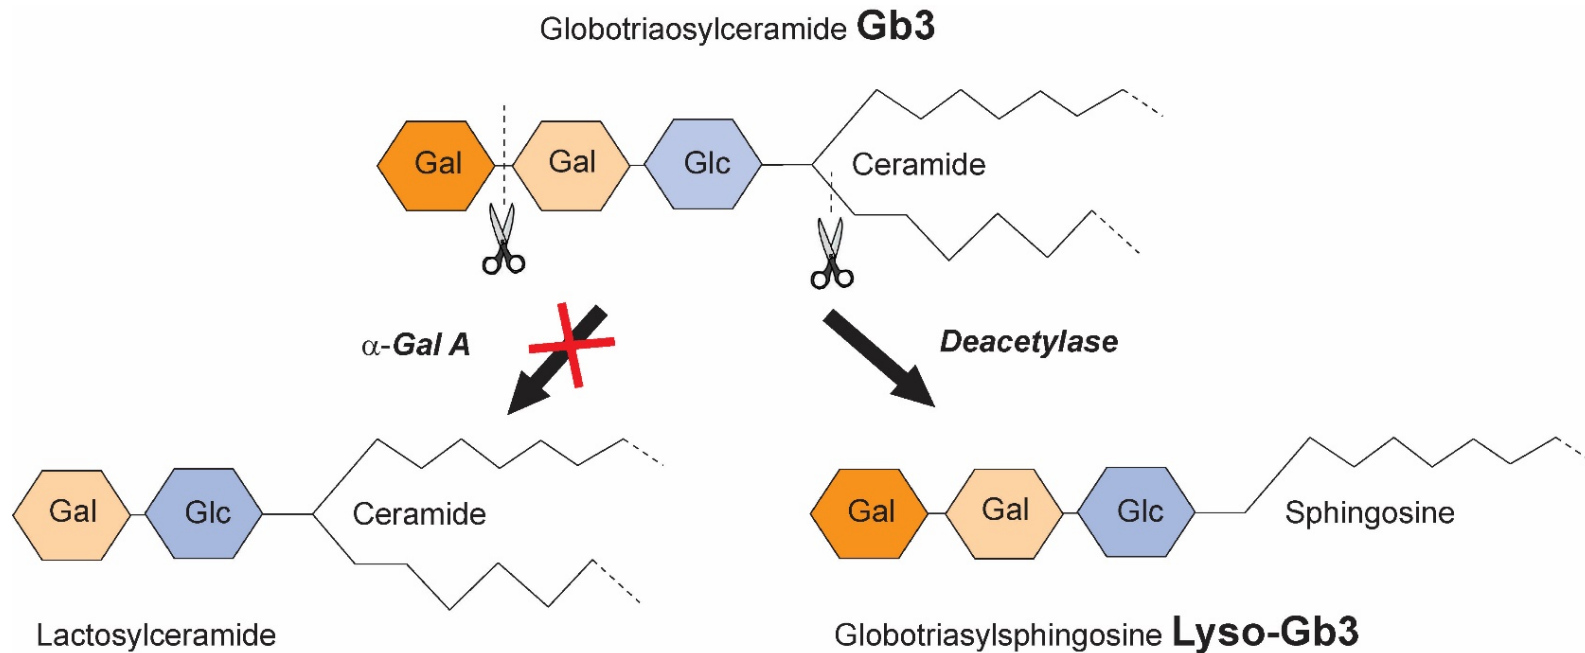 Globotriaosylceramide Gb3
Gal
Gal
Glc
Ceramide
α-Gal A
Deacetylase
Gal
Glc
Ceramide
Gal
Gal
Glc
Sphingosine
Lactosylceramide
Globotriasylsphingosine Lyso-Gb3